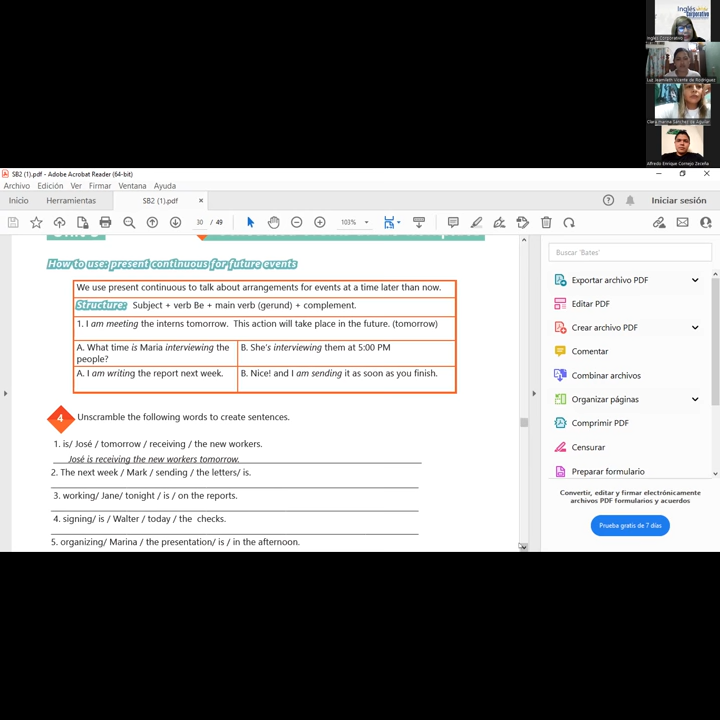 Inglés
Corporativo
Inglés Corporativo
Luz Jeamileth Vicente de Rodriguez
Clara Marina Sánchez de Aguilar
Alfredo Enrique Cornejo Zeceña
SB2 (1).pdf - Adobe Acrobat Reader (64-bit)
Archivo Edición Ver Firmar Ventana Ayuda
Inicio Herramientas SB2 (1).pdf × Iniciar sesión
30 / 49 103%
How to use: present continuous for future events
We use present continuous to talk about arrangements for events at a time later than now.
Structure: Subject + verb Be + main verb (gerund) + complement.
1. I am meeting the interns tomorrow. This action will take place in the future. (tomorrow)
A. What time is Maria interviewing the people?
B. She's interviewing them at 5:00 PM
A. I am writing the report next week.
B. Nice! and I am sending it as soon as you finish.
4 Unscramble the following words to create sentences.
1. is/ José / tomorrow / receiving / the new workers.
José is receiving the new workers tomorrow.
2. The next week / Mark / sending / the letters/ is.
3. working/ Jane/ tonight / is / on the reports.
4. signing/ is / Walter / today / the checks.
5. organizing/ Marina / the presentation/ is / in the afternoon.
Buscar 'Bates'
Exportar archivo PDF
Editar PDF
Crear archivo PDF
Comentar
Combinar archivos
Organizar páginas
Comprimir PDF
Censurar
Preparar formulario
Convertir, editar y firmar electrónicamente
archivos PDF formularios y acuerdos
Prueba gratis de 7 días